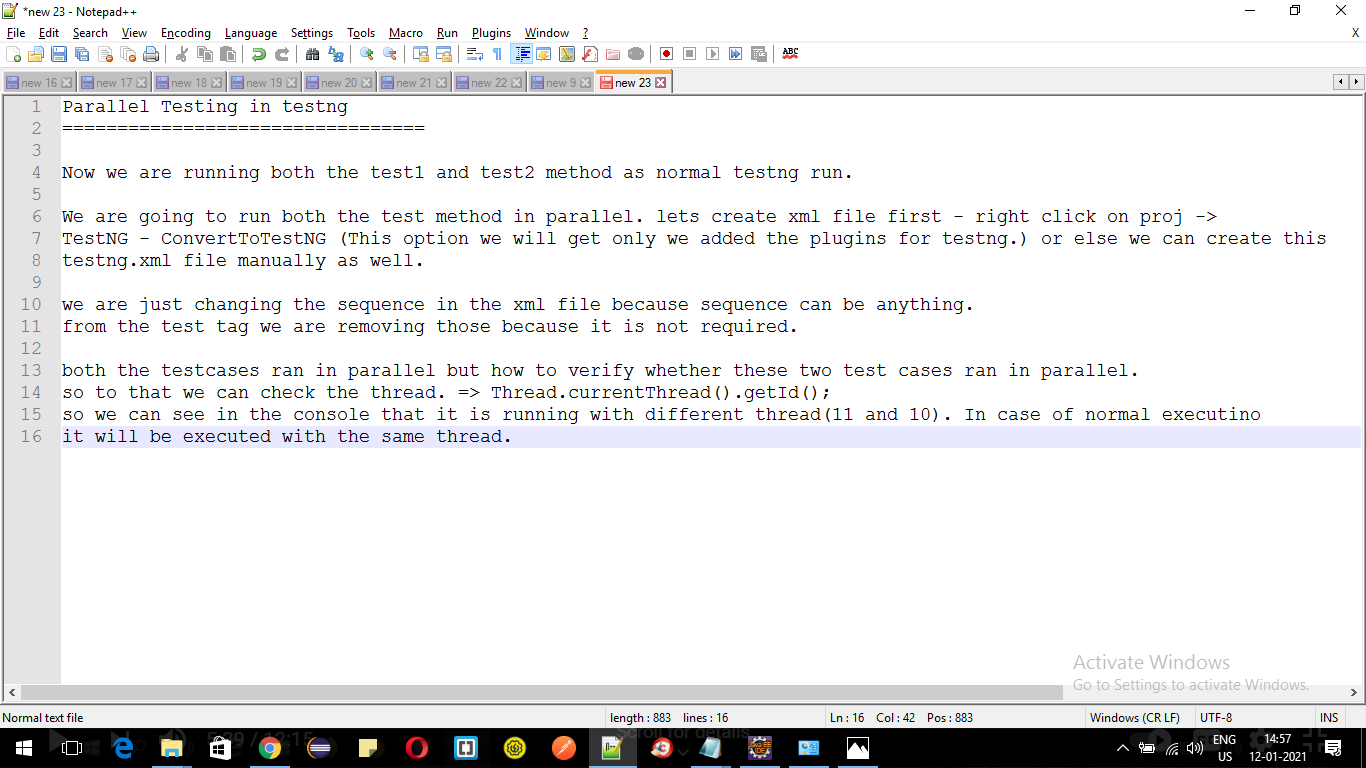 *new 23 - Notepad++
File Edit Search View Encoding Language Settings Tools Macro Run Plugins Window ? X
ABC
new 16 new 17 new 18 new 19 new 20 new 21 new 22 new 9 new 23
1 Parallel Testing in testng
2 =================================
3
4 Now we are running both the test1 and test2 method as normal testng run.
5
6 We are going to run both the test method in parallel. lets create xml file first - right click on proj ->
7 TestNG - ConvertToTestNG (This option we will get only we added the plugins for testng.) or else we can create this
8 testng.xml file manually as well.
9
10 we are just changing the sequence in the xml file because sequence can be anything.
11 from the test tag we are removing those because it is not required.
12
13 both the testcases ran in parallel but how to verify whether these two test cases ran in parallel.
14 so to that we can check the thread. => Thread.currentThread().getId();
15 so we can see in the console that it is running with different thread(11 and 10). In case of normal executino
16 it will be executed with the same thread.
Activate Windows
Go to Settings to activate Windows.
Normal text file length : 883 lines : 16 Ln : 16 Col : 42 Pos : 883 Windows (CR LF) UTF-8 INS
5:29 / 12:15
Scroll for details
ENG
US
14:57
12-01-2021